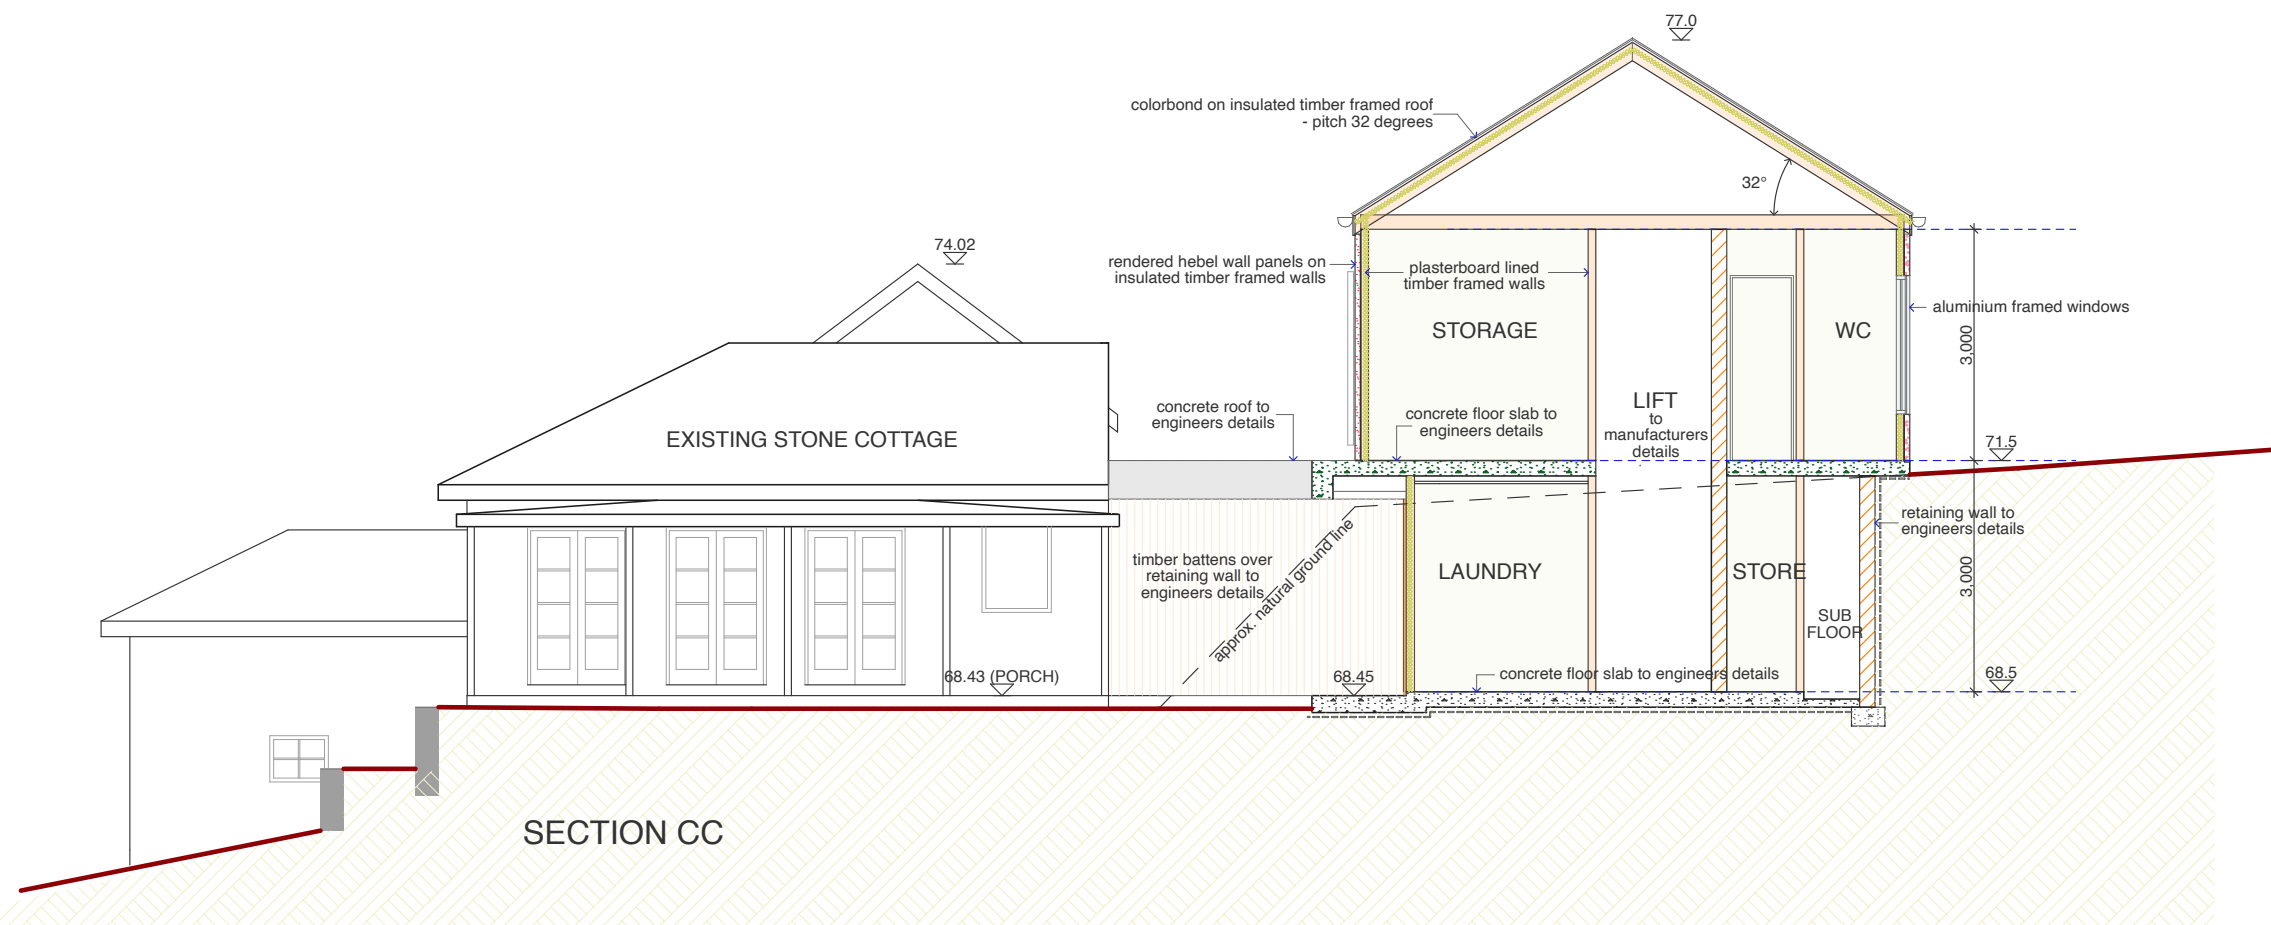 77.0
colorbond on insulated timber framed roof
- pitch 32 degrees
32°
74.02
rendered hebel wall panels on
insulated timber framed walls
plasterboard lined
timber framed walls
aluminium framed windows
STORAGE
WC
3,000
LIFT
to
manufacturers
details
concrete roof to
engineers details
concrete floor slab to
engineers details
EXISTING STONE COTTAGE
71.5
retaining wall to
engineers details
timber battens over
retaining wall to
engineers details
approx. natural ground line
LAUNDRY
STORE
3,000
SUB
FLOOR
68.43 (PORCH)
68.45
concrete floor slab to engineers details
68.5
SECTION CC